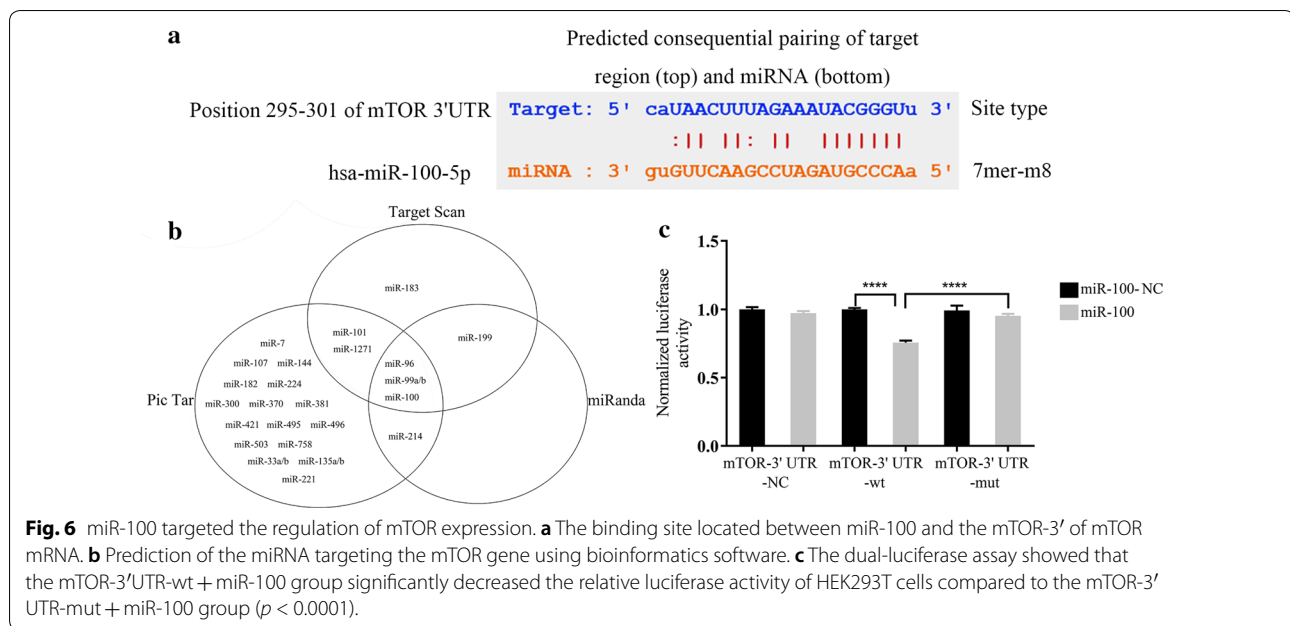 a
Predicted consequential pairing of target
region (top) and miRNA (bottom)
Position 295-301 of mTOR 3'UTR Target: 5' caUAACUUUAGAAAUACGGGUu 3' Site type
:|| ||: || |||||||
hsa-miR-100-5p miRNA : 3' guGUUCAAGCCUAGAUGCCCAa 5' 7mer-m8
b
Target Scan
miR-183
miR-101
miR-1271
miR-199
miR-7
miR-107 miR-144
miR-182 miR-224
miR-300 miR-370 miR-381
miR-421 miR-495 miR-496
miR-503 miR-758
miR-33a/b miR-135a/b
miR-221
miR-96
miR-99a/b
miR-100
miR-214
Pic Tar
miRanda
c
Normalized luciferase
activity
1.5
1.0
0.5
0.0
**** ****
miR-100-NC
miR-100
mTOR-3' UTR mTOR-3' UTR mTOR-3' UTR
-NC -wt -mut
Fig. 6 miR-100 targeted the regulation of mTOR expression. a The binding site located between miR-100 and the mTOR-3′ of mTOR
mRNA. b Prediction of the miRNA targeting the mTOR gene using bioinformatics software. c The dual-luciferase assay showed that
the mTOR-3′UTR-wt + miR-100 group significantly decreased the relative luciferase activity of HEK293T cells compared to the mTOR-3′
UTR-mut + miR-100 group (p < 0.0001).